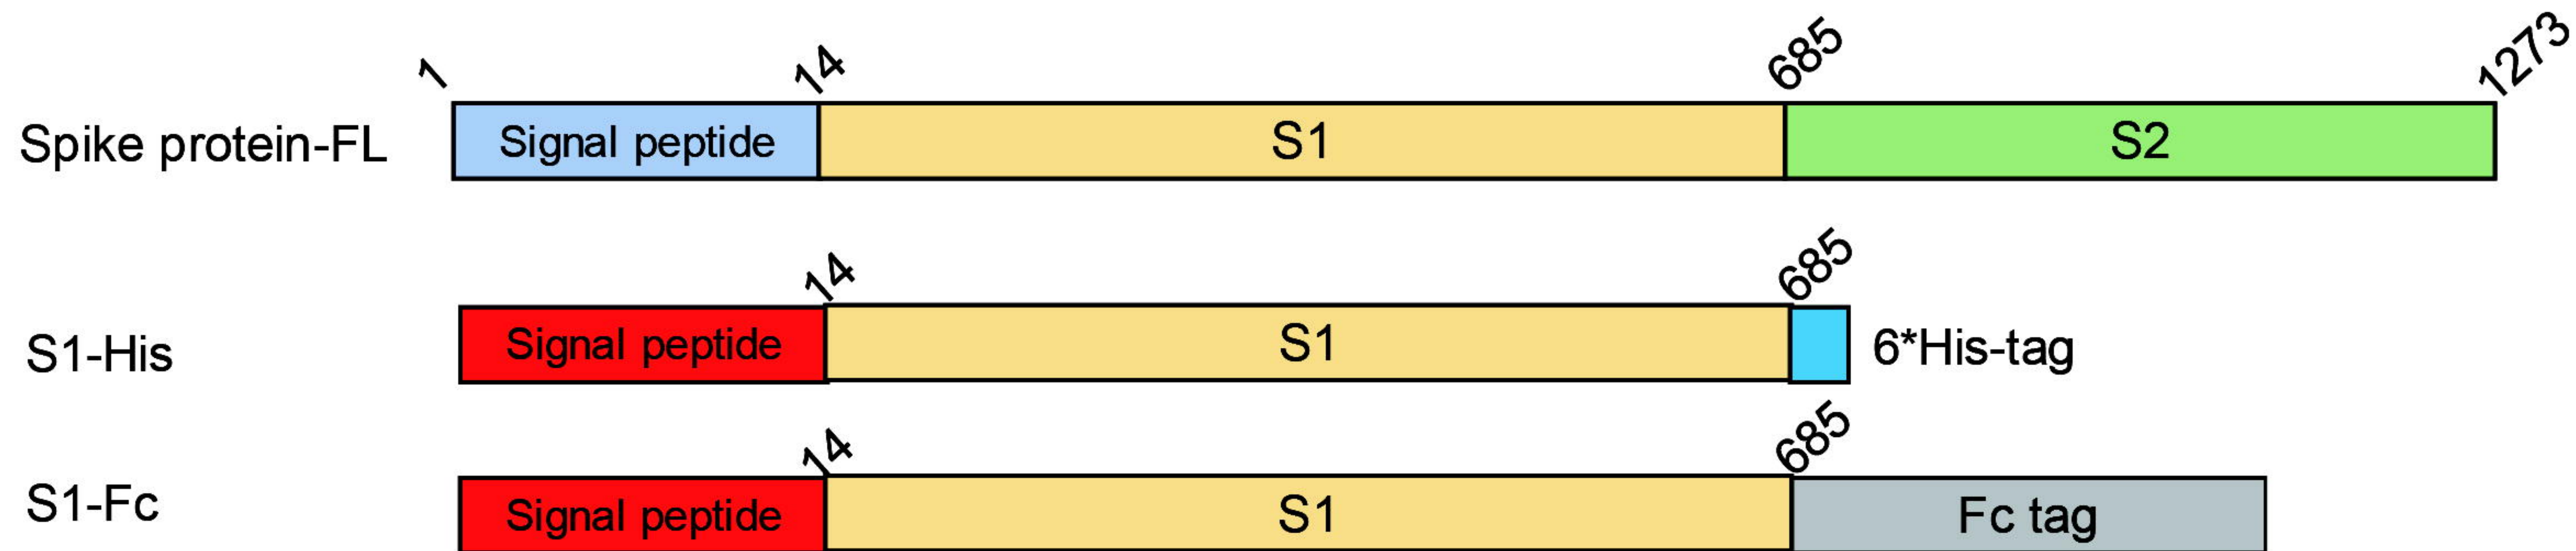 1 14 685 1273
Spike protein-FL Signal peptide S1 S2
14 685
S1-His Signal peptide S1 6*His-tag
14 685
S1-Fc Signal peptide S1 Fc tag